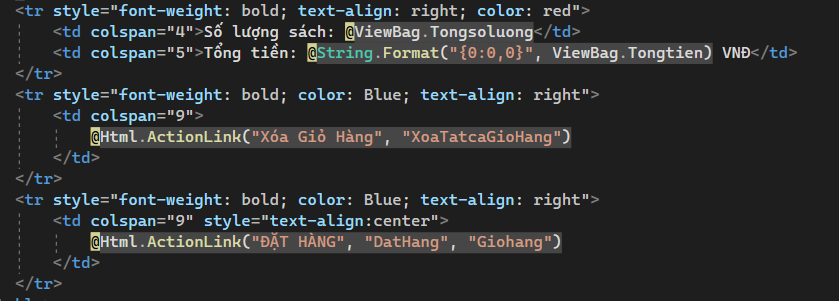 <tr style="font-weight: bold; text-align: right; color: red">
<td colspan="4">Số lượng sách: @ViewBag.Tongsoluong</td>
<td colspan="5">Tổng tiền: @String.Format("{0:0,0}", ViewBag.Tongtien) VNĐ</td>
</tr>
<tr style="font-weight: bold; color: Blue; text-align: right">
<td colspan="9">
@Html.ActionLink("Xóa Giỏ Hàng", "XoaTatcaGioHang")
</td>
</tr>
<tr style="font-weight: bold; color: Blue; text-align: right">
<td colspan="9" style="text-align:center">
@Html.ActionLink("ĐẶT HÀNG", "DatHang", "Giohang")
</td>
</tr>